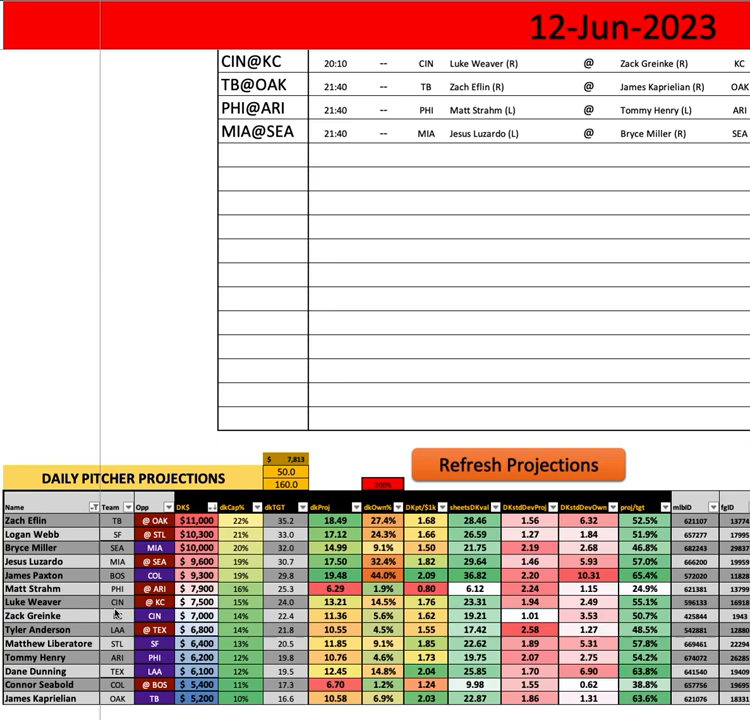 12-Jun-2023
CIN@KC 20:10 -- CIN Luke Weaver (R) @ Zack Greinke (R) KC
TB@OAK 21:40 -- TB Zach Eflin (R) @ James Kaprielian (R) OAK
PHI@ARI 21:40 -- PHI Matt Strahm (L) @ Tommy Henry (L) ARI
MIA@SEA 21:40 -- MIA Jesus Luzardo (L) @ Bryce Miller (R) SEA
$ 7,813
Refresh Projections
50.0
DAILY PITCHER PROJECTIONS
160.0 100%
Name Team Opp DK$ dkCap% dkTGT dkProj dkOwn% DKpt/$1k sheetsDKval DKstdDevProj DKstdDevOwn proj/tgt mlbID fgID
Zach Eflin TB @ OAK $11,000 22% 35.2 18.49 27.4% 1.68 28.46 1.56 6.32 52.5% 621107 13774
Logan Webb SF @ STL $10,300 21% 33.0 17.12 24.3% 1.66 26.59 1.27 1.84 51.9% 657277 17995
Bryce Miller SEA MIA $10,000 20% 32.0 14.99 9.1% 1.50 21.75 2.19 2.68 46.8% 682243 29837
Jesus Luzardo MIA @ SEA $ 9,600 19% 30.7 17.50 32.4% 1.82 29.64 1.46 5.93 57.0% 666200 19959
James Paxton BOS COL $ 9,300 19% 29.8 19.48 44.0% 2.09 36.82 2.20 10.31 65.4% 572020 11828
Matt Strahm PHI @ ARI $ 7,900 16% 25.3 6.29 1.9% 0.80 6.12 2.24 1.15 24.9% 621381 13799
Luke Weaver CIN @ KC $ 7,500 15% 24.0 13.21 14.5% 1.76 23.31 1.94 2.49 55.1% 596133 16918
Zack Greinke KC CIN $ 7,000 14% 22.4 11.36 5.6% 1.62 19.21 1.01 3.53 50.7% 425844 1943
Tyler Anderson LAA @ TEX $ 6,800 14% 21.8 10.55 4.5% 1.55 17.42 2.58 1.27 48.5% 542881 12880
Matthew Liberatore STL SF $ 6,400 13% 20.5 11.85 9.1% 1.85 22.62 1.89 5.31 57.8% 669461 22294
Tommy Henry ARI PHI $ 6,200 12% 19.8 10.76 4.6% 1.73 19.75 2.07 2.75 54.2% 674072 26285
Dane Dunning TEX LAA $ 6,100 12% 19.5 12.45 14.8% 2.04 25.85 1.70 6.90 63.8% 641540 19409
Connor Seabold COL @ BOS $ 5,400 11% 17.3 6.70 1.2% 1.24 9.98 1.55 0.62 38.8% 657756 19695
James Kaprielian OAK TB $ 5,200 10% 16.6 10.58 6.9% 2.03 22.87 1.86 1.31 63.6% 621076 18331